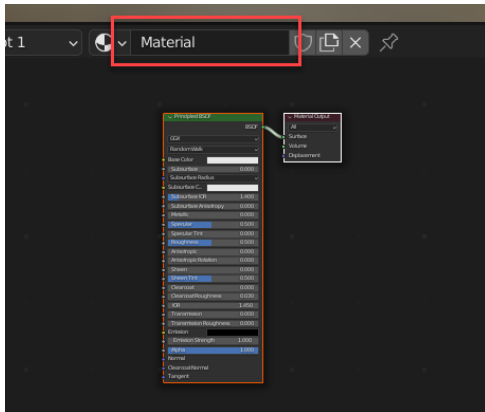 ot 1
Material
Principled BSDF
BSDF
GGX
Random Walk
Base Color
Subsurface 0.000
Subsurface Radius
Subsurface C..
Subsurface IOR 1.400
Subsurface Anisotropy 0.000
Metallic 0.000
Specular 0.500
Specular Tint 0.000
Roughness 0.500
Anisotropic 0.000
Anisotropic Rotation 0.000
Sheen 0.000
Sheen Tint 0.500
Clearcoat 0.000
Clearcoat Roughness 0.030
IOR 1.450
Transmission 0.000
Transmission Roughness 0.000
Emission
Emission Strength 1.000
Alpha 1.000
Normal
Clearcoat Normal
Tangent
Material Output
All
Surface
Volume
Displacement